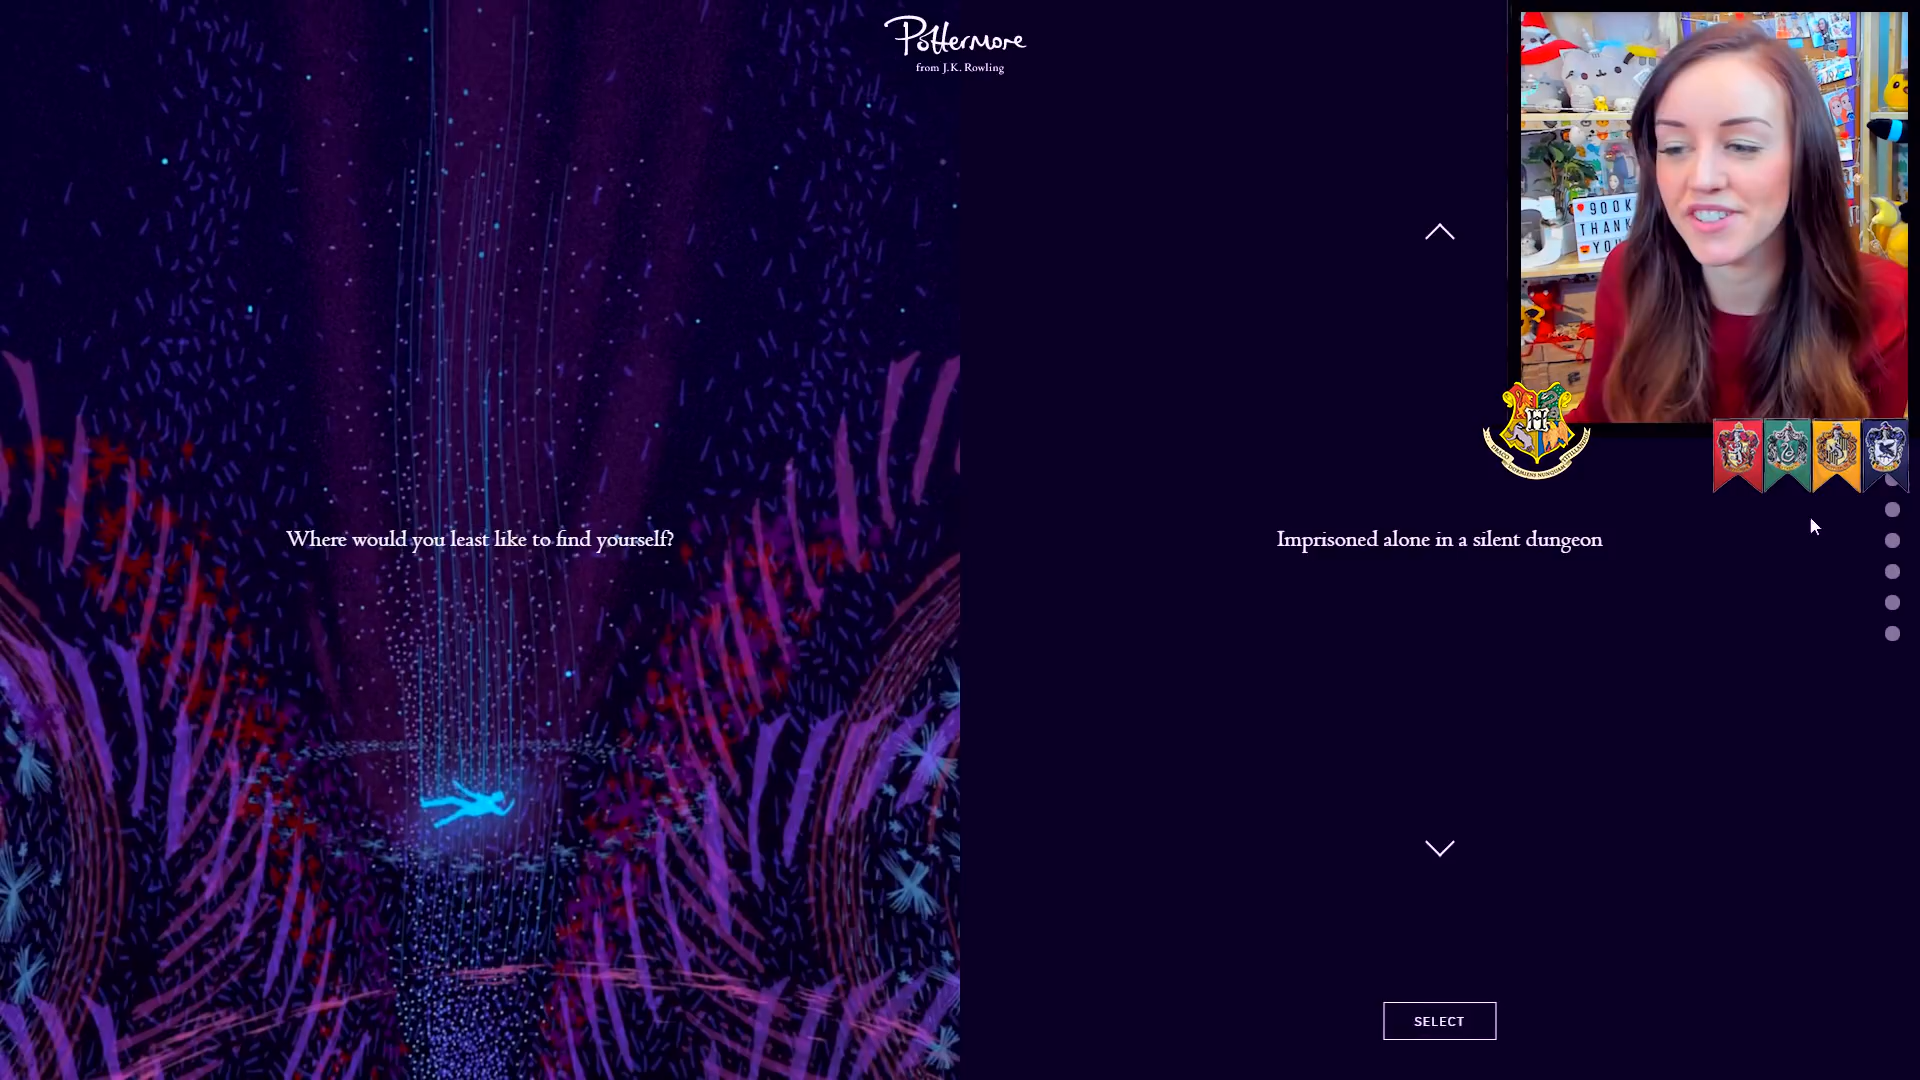 Pottermore
from J.K. Rowling
900K
THANK
YOU
Where would you least like to find yourself?
Imprisoned alone in a silent dungeon
SELECT